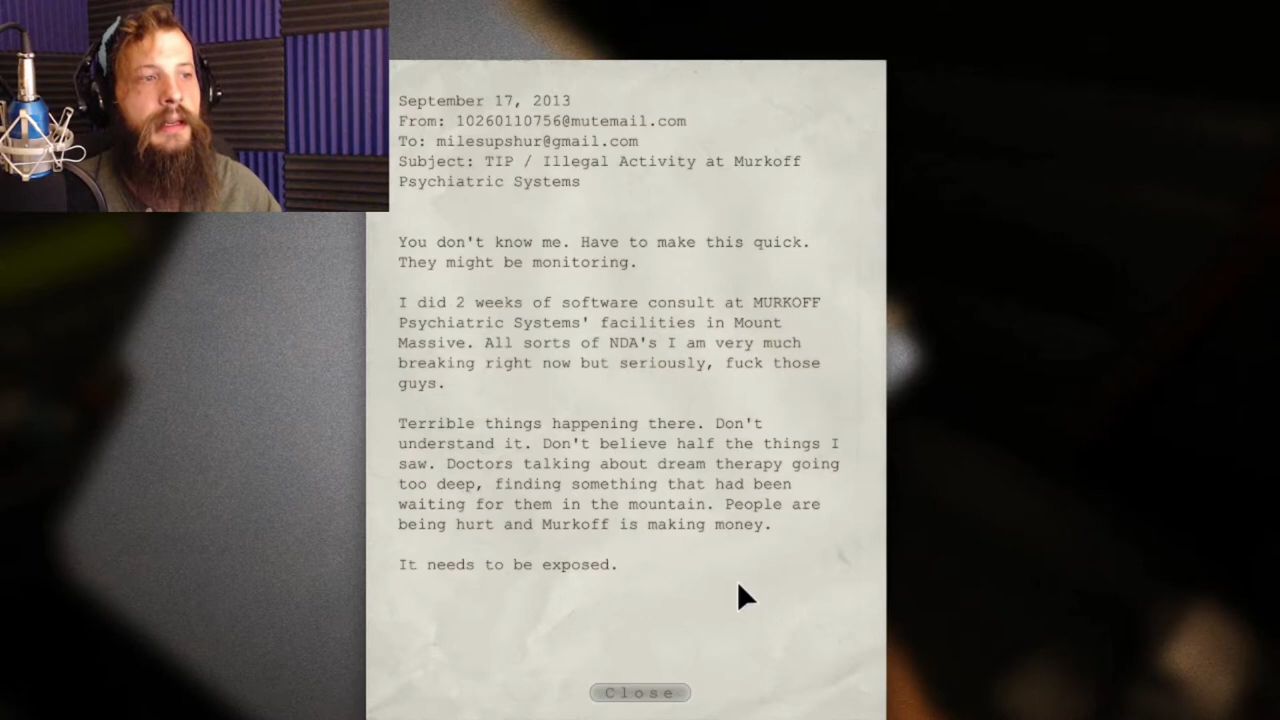 September 17, 2013
From: 10260110756@mutemail.com
To: milesupshur@gmail.com
Subject: TIP / Illegal Activity at Murkoff
Psychiatric Systems
You don't know me. Have to make this quick.
They might be monitoring.
I did 2 weeks of software consult at MURKOFF
Psychiatric Systems' facilities in Mount
Massive. All sorts of NDA's I am very much
breaking right now but seriously, fuck those
guys.
Terrible things happening there. Don't
understand it. Don't believe half the things I
saw. Doctors talking about dream therapy going
too deep, finding something that had been
waiting for them in the mountain. People are
being hurt and Murkoff is making money.
It needs to be exposed.
Close